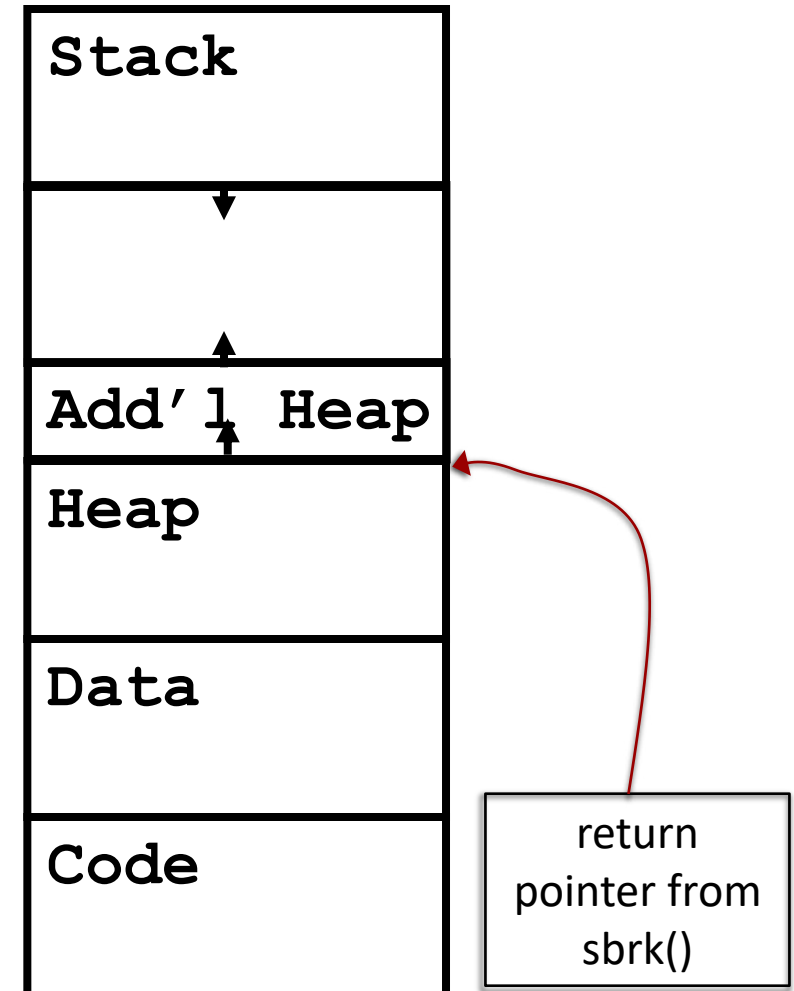 Stack
Add’l Heap
Heap
Data
Code
return
pointer from
sbrk()